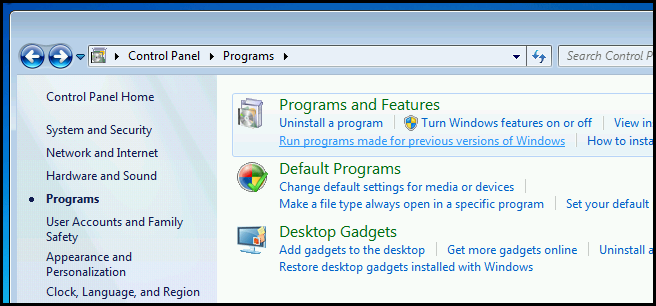 Control Panel Programs Search Control P
Control Panel Home
System and Security
Network and Internet
Hardware and Sound
Programs
User Accounts and Family
Safety
Appearance and
Personalization
Clock, Language, and Region
Programs and Features
Uninstall a program Turn Windows features on or off View in
Run programs made for previous versions of Windows How to insta
Default Programs
Change default settings for media or devices
Make a file type always open in a specific program Set your default
Desktop Gadgets
Add gadgets to the desktop Get more gadgets online Uninstall a
Restore desktop gadgets installed with Windows